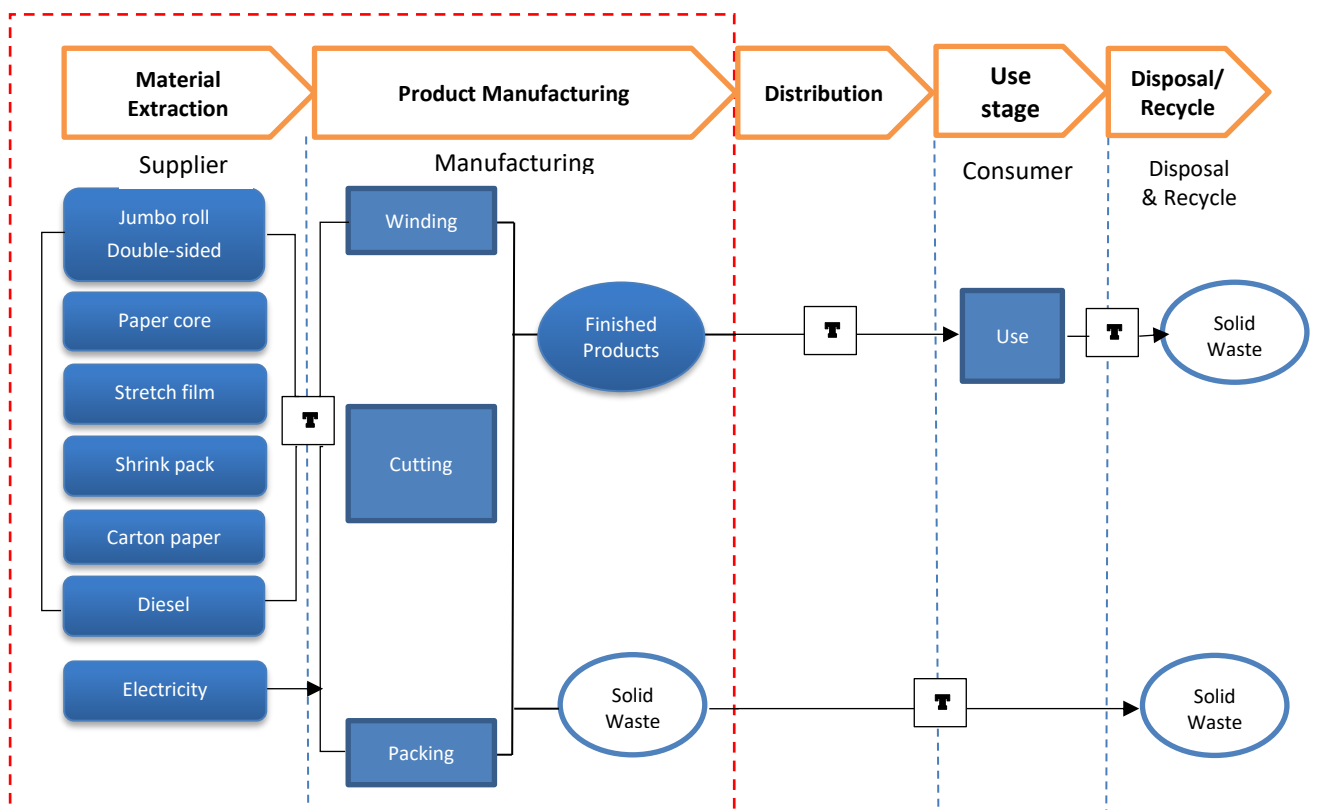 Material
Extraction
Product Manufacturing
Distribution
Use
stage
Disposal/
Recycle
Supplier
Manufacturing
Consumer
Disposal
& Recycle
Jumbo roll
Double-sided
Paper core
Stretch film
Shrink pack
Carton paper
Diesel
Electricity
T
Winding
Cutting
Packing
Finished
Products
T
Use
T
Solid
Waste
Solid
Waste
T
Solid
Waste